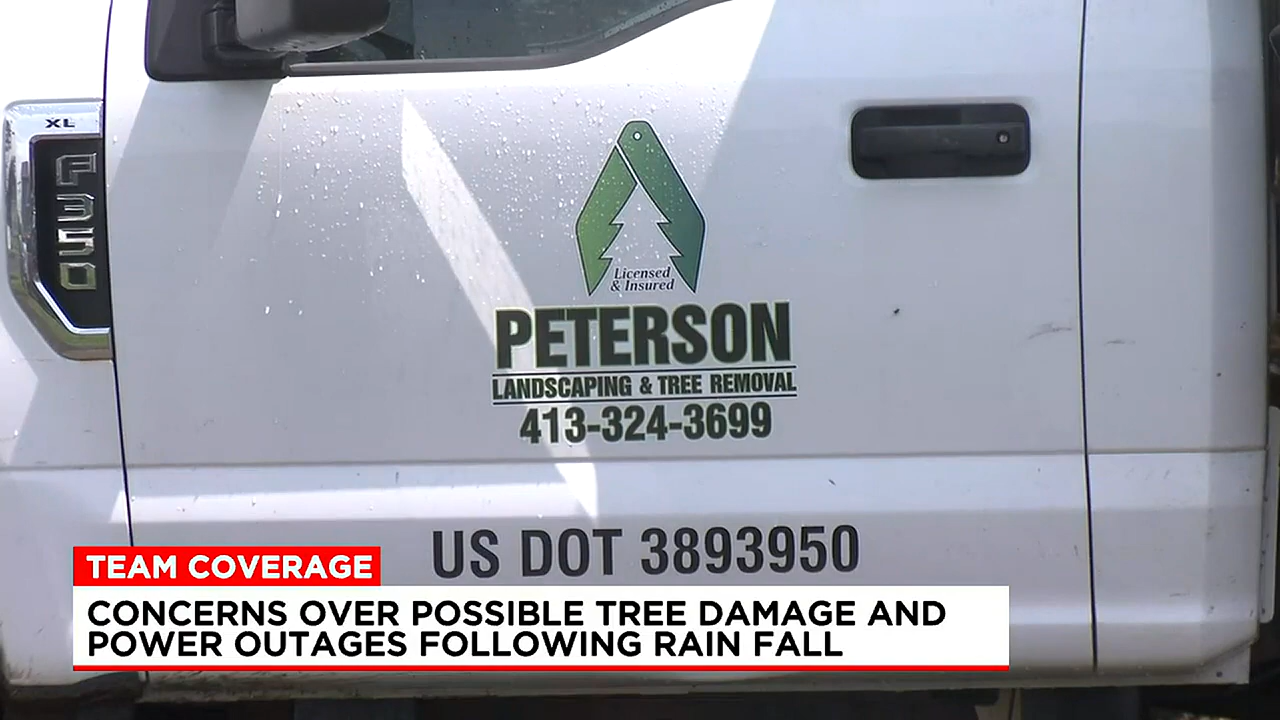 XL
F350
Licensed
& Insured
PETERSON
LANDSCAPING & TREE REMOVAL
413-324-3699
US DOT 3893950
TEAM COVERAGE
CONCERNS OVER POSSIBLE TREE DAMAGE AND
POWER OUTAGES FOLLOWING RAIN FALL